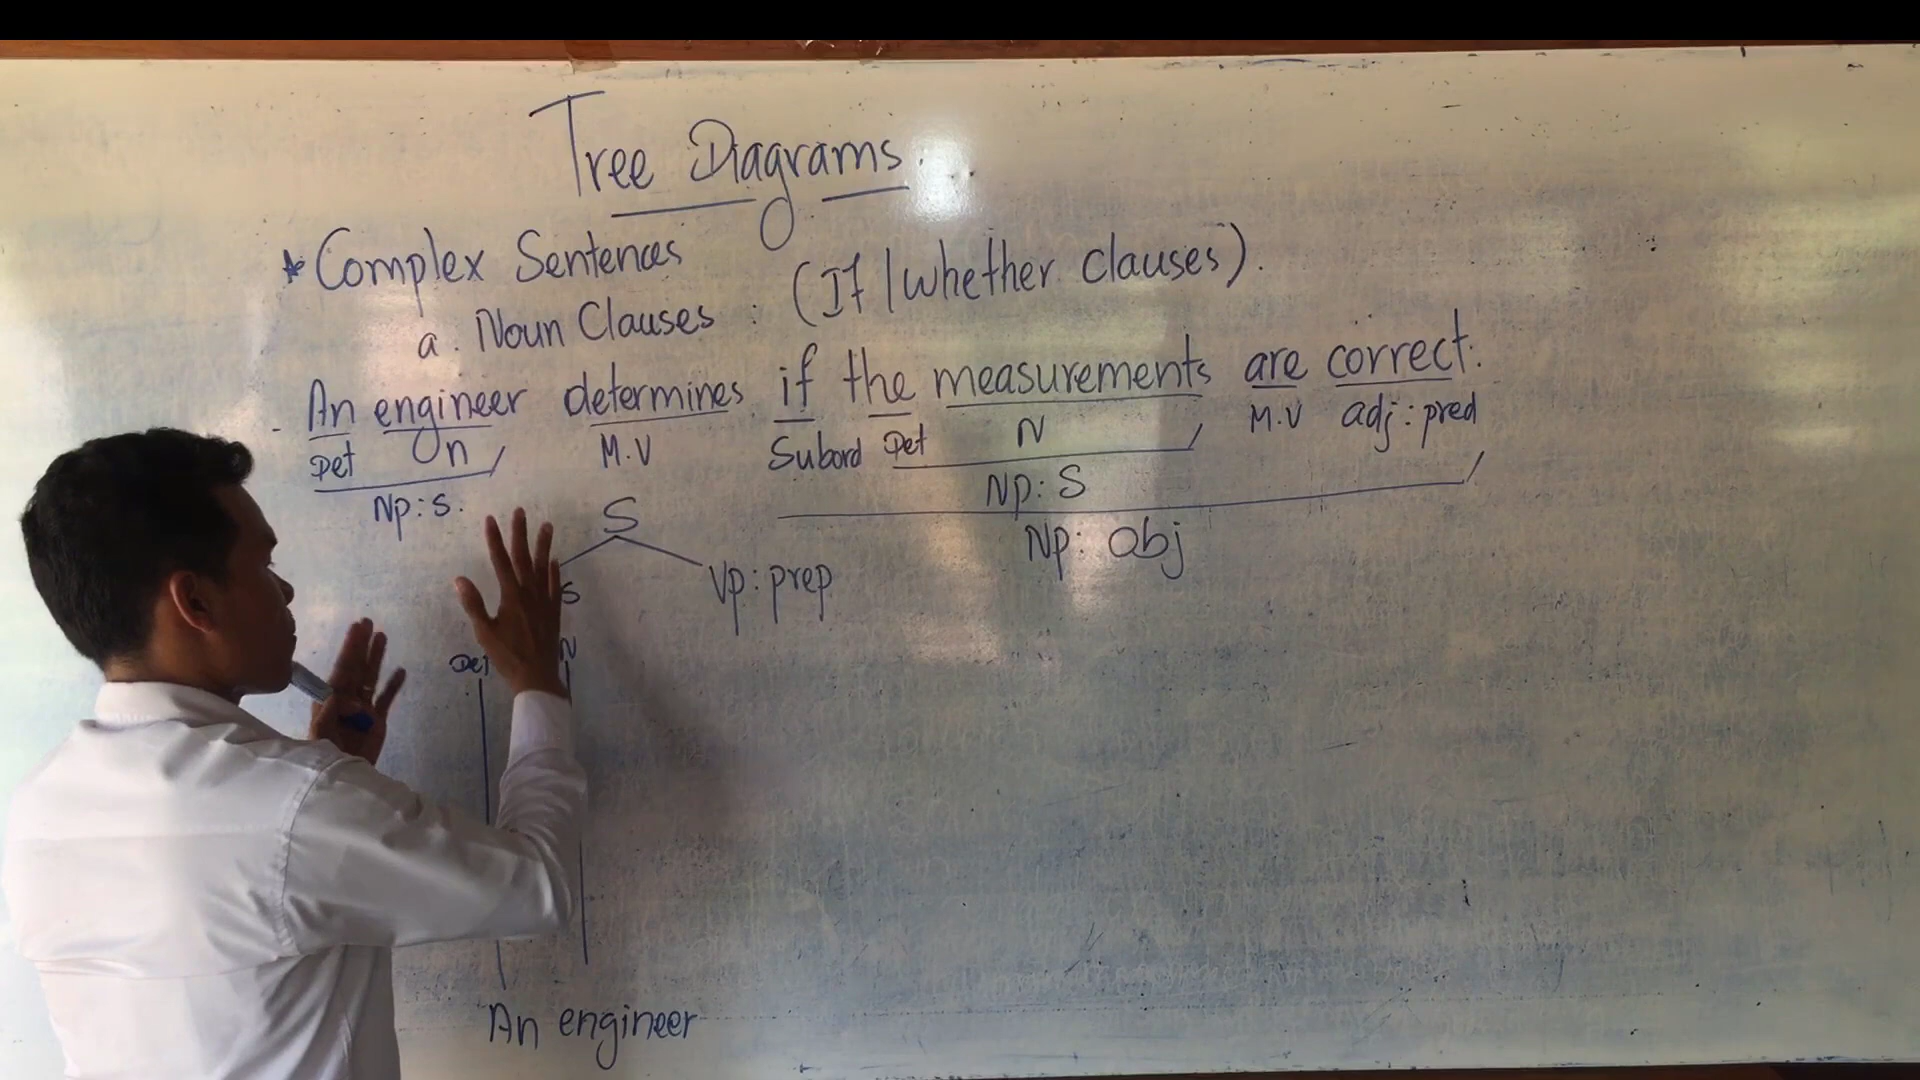 Tree Diagrams.
* Complex Sentences
a. Noun Clauses : (If / whether clauses).
An engineer determines if the measurements are correct.
Det n M.V Subord Det N M.V adj: pred
Np: s. Np: S
Np: obj
S
s Vp: prep
Det N
An engineer